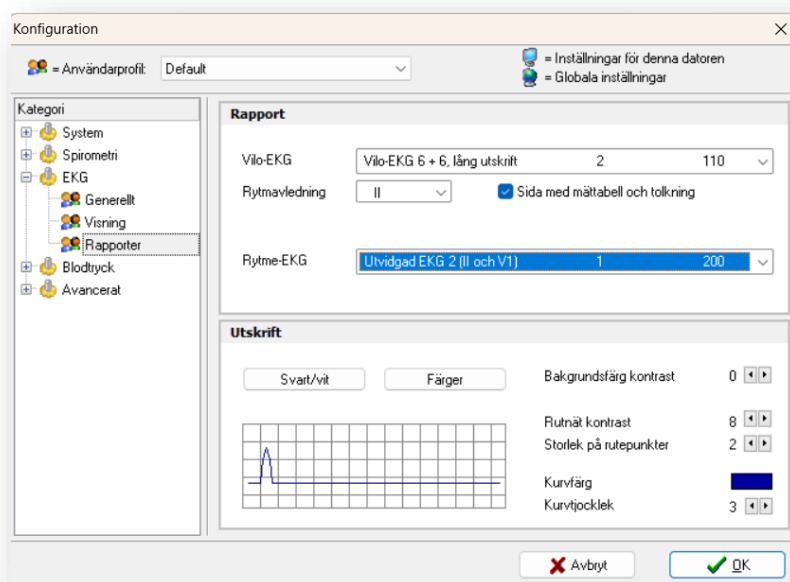 Konfiguration
= Användarprofil: Default
= Inställningar för denna datoren
= Globala inställningar
Kategori
System
Spirometri
EKG
Generellt
Visning
Rapporter
Blodtryck
Avancerat
Rapport
Vilo-EKG Vilo-EKG 6 + 6, lång utskrift 2 110
Rytmavledning II Sida med mättabell och tolkning
Rytme-EKG Utvidgad EKG 2 (II och V1) 1 200
Utskrift
Svart/vit Färger
Bakgrundsfärg kontrast 0
Rutnät kontrast 8
Storlek på rutepunkter 2
Kurvfärg
Kurvtjocklek 3
Avbryt OK